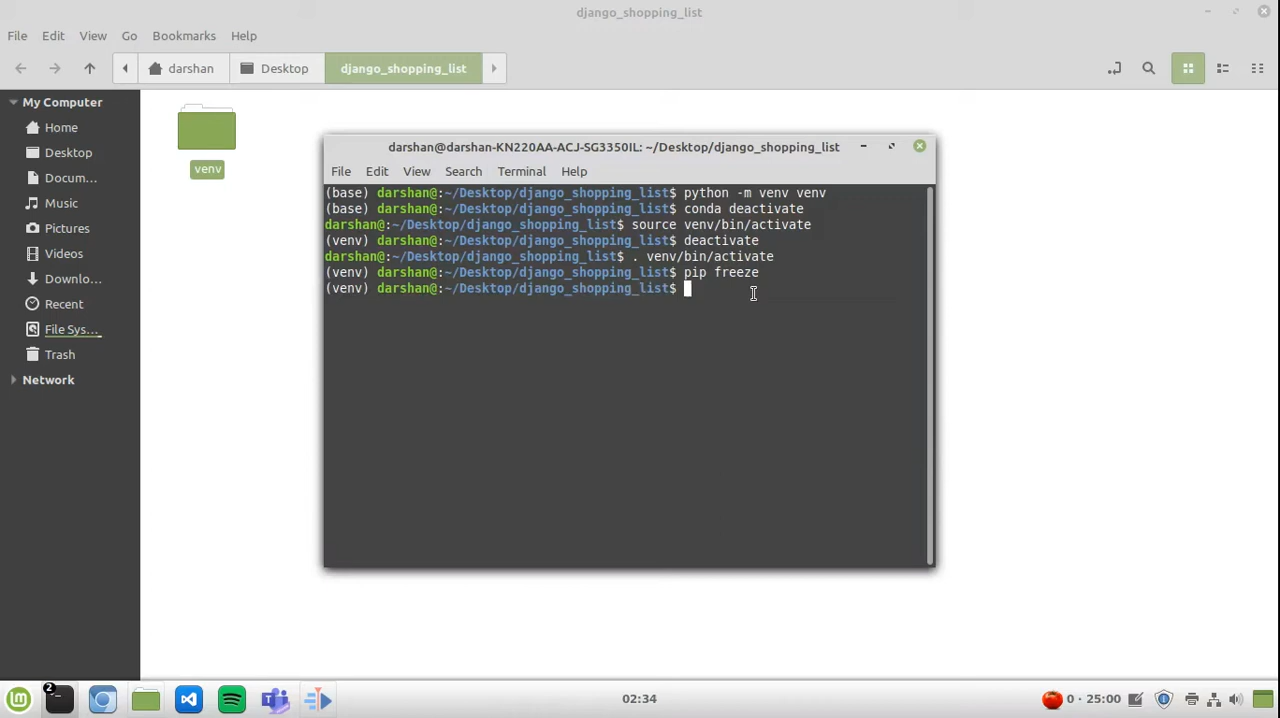 django_shopping_list
File Edit View Go Bookmarks Help
darshan Desktop django_shopping_list
My Computer
Home
Desktop
Docum...
Music
Pictures
Videos
Downlo...
Recent
File Sys...
Trash
Network
venv
darshan@darshan-KN220AA-ACJ-SG3350IL: ~/Desktop/django_shopping_list
File Edit View Search Terminal Help
(base) darshan@:~/Desktop/django_shopping_list$ python -m venv venv
(base) darshan@:~/Desktop/django_shopping_list$ conda deactivate
darshan@:~/Desktop/django_shopping_list$ source venv/bin/activate
(venv) darshan@:~/Desktop/django_shopping_list$ deactivate
darshan@:~/Desktop/django_shopping_list$ . venv/bin/activate
(venv) darshan@:~/Desktop/django_shopping_list$ pip freeze
(venv) darshan@:~/Desktop/django_shopping_list$
2
02:34
0 · 25:00